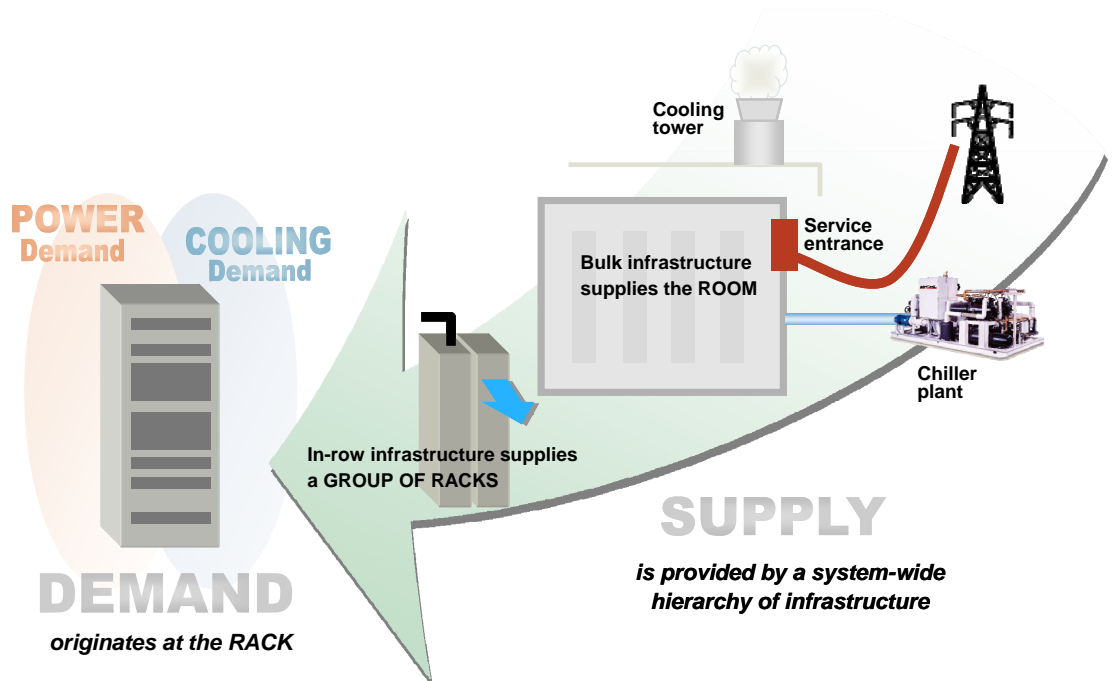 Cooling
tower
POWER
Demand
COOLING
Demand
Service
entrance
Bulk infrastructure
supplies the ROOM
Chiller
plant
In-row infrastructure supplies
a GROUP OF RACKS
SUPPLY
is provided by a system-wide
hierarchy of infrastructure
DEMAND
originates at the RACK